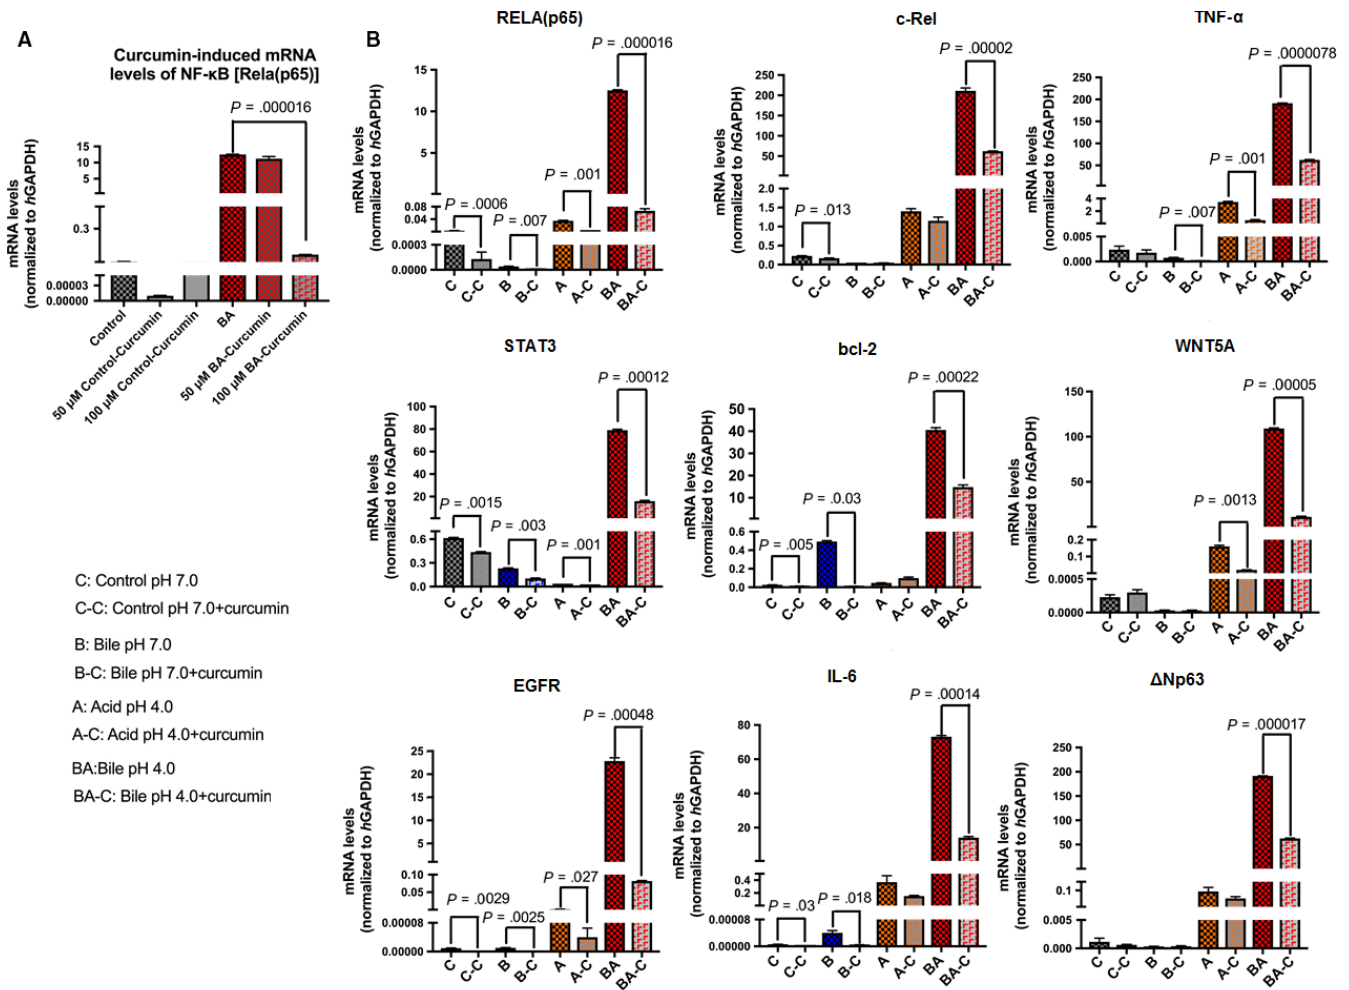 A
Curcumin-induced mRNA
levels of NF-κB [Rela(p65)]
P = .000016
mRNA levels
(normalized to hGAPDH)
15
10
5
0.3
0.00003
0.00000
Control
50 µM Control-Curcumin
100 µM Control-Curcumin
BA
50 µM BA-Curcumin
100 µM BA-Curcumin
C: Control pH 7.0
C-C: Control pH 7.0+curcumin
B: Bile pH 7.0
B-C: Bile pH 7.0+curcumin
A: Acid pH 4.0
A-C: Acid pH 4.0+curcumin
BA:Bile pH 4.0
BA-C: Bile pH 4.0+curcumin
B
RELA(p65)
P = .000016
mRNA levels
(normalized to hGAPDH)
15
10
5
0.08
0.04
0.0003
0.0000
P = .0006
P = .007
P = .001
C
C-C
B
B-C
A
A-C
BA
BA-C
c-Rel
P = .00002
mRNA levels
(normalized to hGAPDH)
250
200
150
100
50
2.0
1.5
1.0
0.5
0.0
P = .013
C
C-C
B
B-C
A
A-C
BA
BA-C
TNF-α
P = .0000078
mRNA levels
(normalized to hGAPDH)
250
200
150
100
50
4
2
0.005
0.000
P = .007
P = .001
C
C-C
B
B-C
A
A-C
BA
BA-C
STAT3
P = .00012
mRNA levels
(normalized to hGAPDH)
100
80
60
40
20
0.6
0.3
0.0
P = .0015
P = .003
P = .001
C
C-C
B
B-C
A
A-C
BA
BA-C
bcl-2
P = .00022
mRNA levels
(normalized to hGAPDH)
50
40
30
20
10
0.6
0.4
0.2
0.0
P = .005
P = .0.03
C
C-C
B
B-C
A
A-C
BA
BA-C
WNT5A
P = .00005
mRNA levels
(normalized to hGAPDH)
150
100
50
0.2
0.1
0.0005
0.0000
P = .0013
C
C-C
B
B-C
A
A-C
BA
BA-C
EGFR
P = .00048
mRNA levels
(normalized to hGAPDH)
25
20
15
10
5
0.10
0.05
0.00008
0.00000
P = .0029
P = .0025
P = .027
C
C-C
B
B-C
A
A-C
BA
BA-C
IL-6
P = .00014
mRNA levels
(normalized to hGAPDH)
80
60
40
20
0.4
0.2
0.00008
0.00000
P = .03
P = .018
C
C-C
B
B-C
A
A-C
BA
BA-C
ΔNp63
P = .000017
mRNA levels
(normalized to hGAPDH)
250
200
150
100
50
0.1
0.005
0.000
C
C-C
B
B-C
A
A-C
BA
BA-C